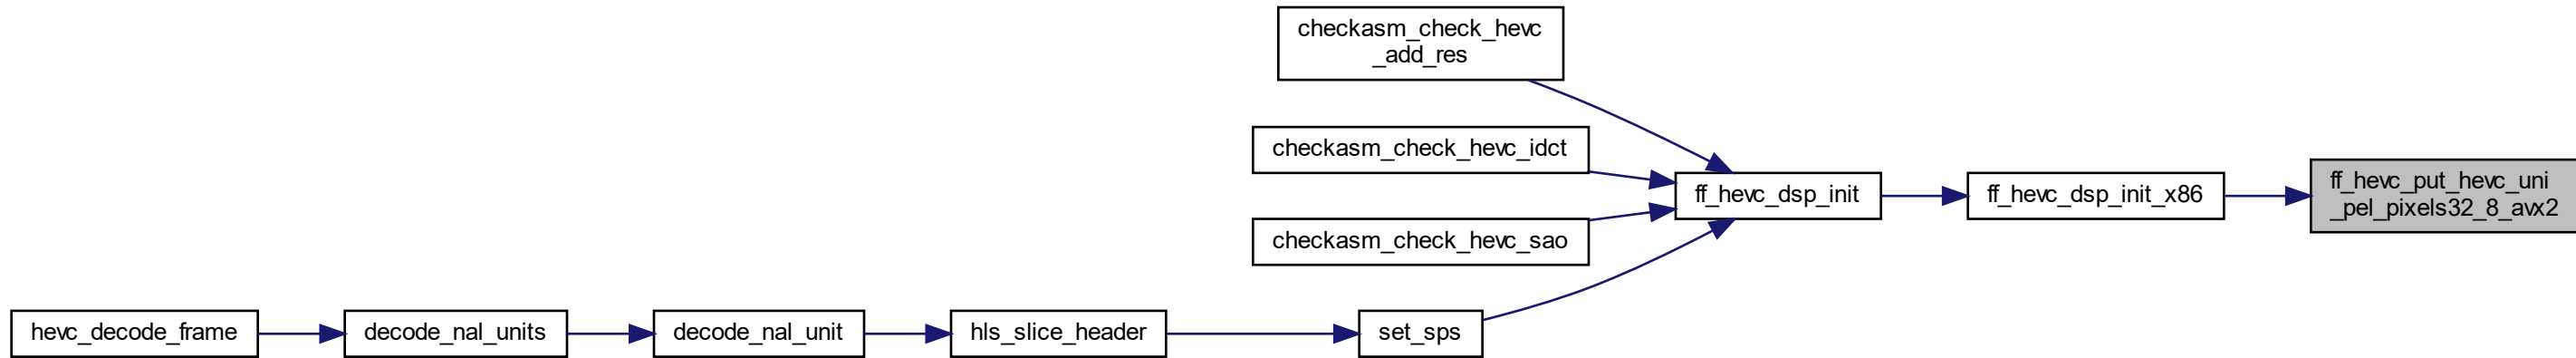 checkasm_check_hevc
_add_res
checkasm_check_hevc_idct
ff_hevc_dsp_init
ff_hevc_dsp_init_x86
ff_hevc_put_hevc_uni
_pel_pixels32_8_avx2
checkasm_check_hevc_sao
hevc_decode_frame
decode_nal_units
decode_nal_unit
hls_slice_header
set_sps